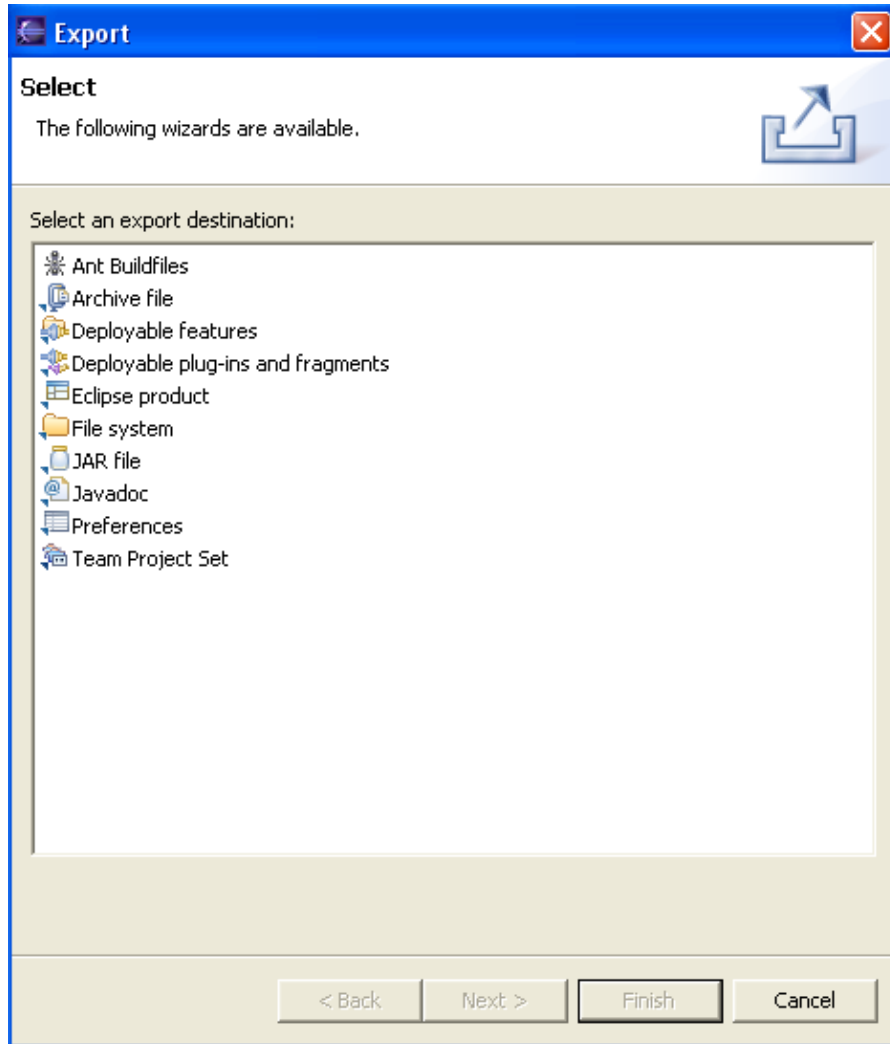 Export
Select
The following wizards are available.
Select an export destination:
Ant Buildfiles
Archive file
Deployable features
Deployable plug-ins and fragments
Eclipse product
File system
JAR file
Javadoc
Preferences
Team Project Set
< Back Next > Finish Cancel